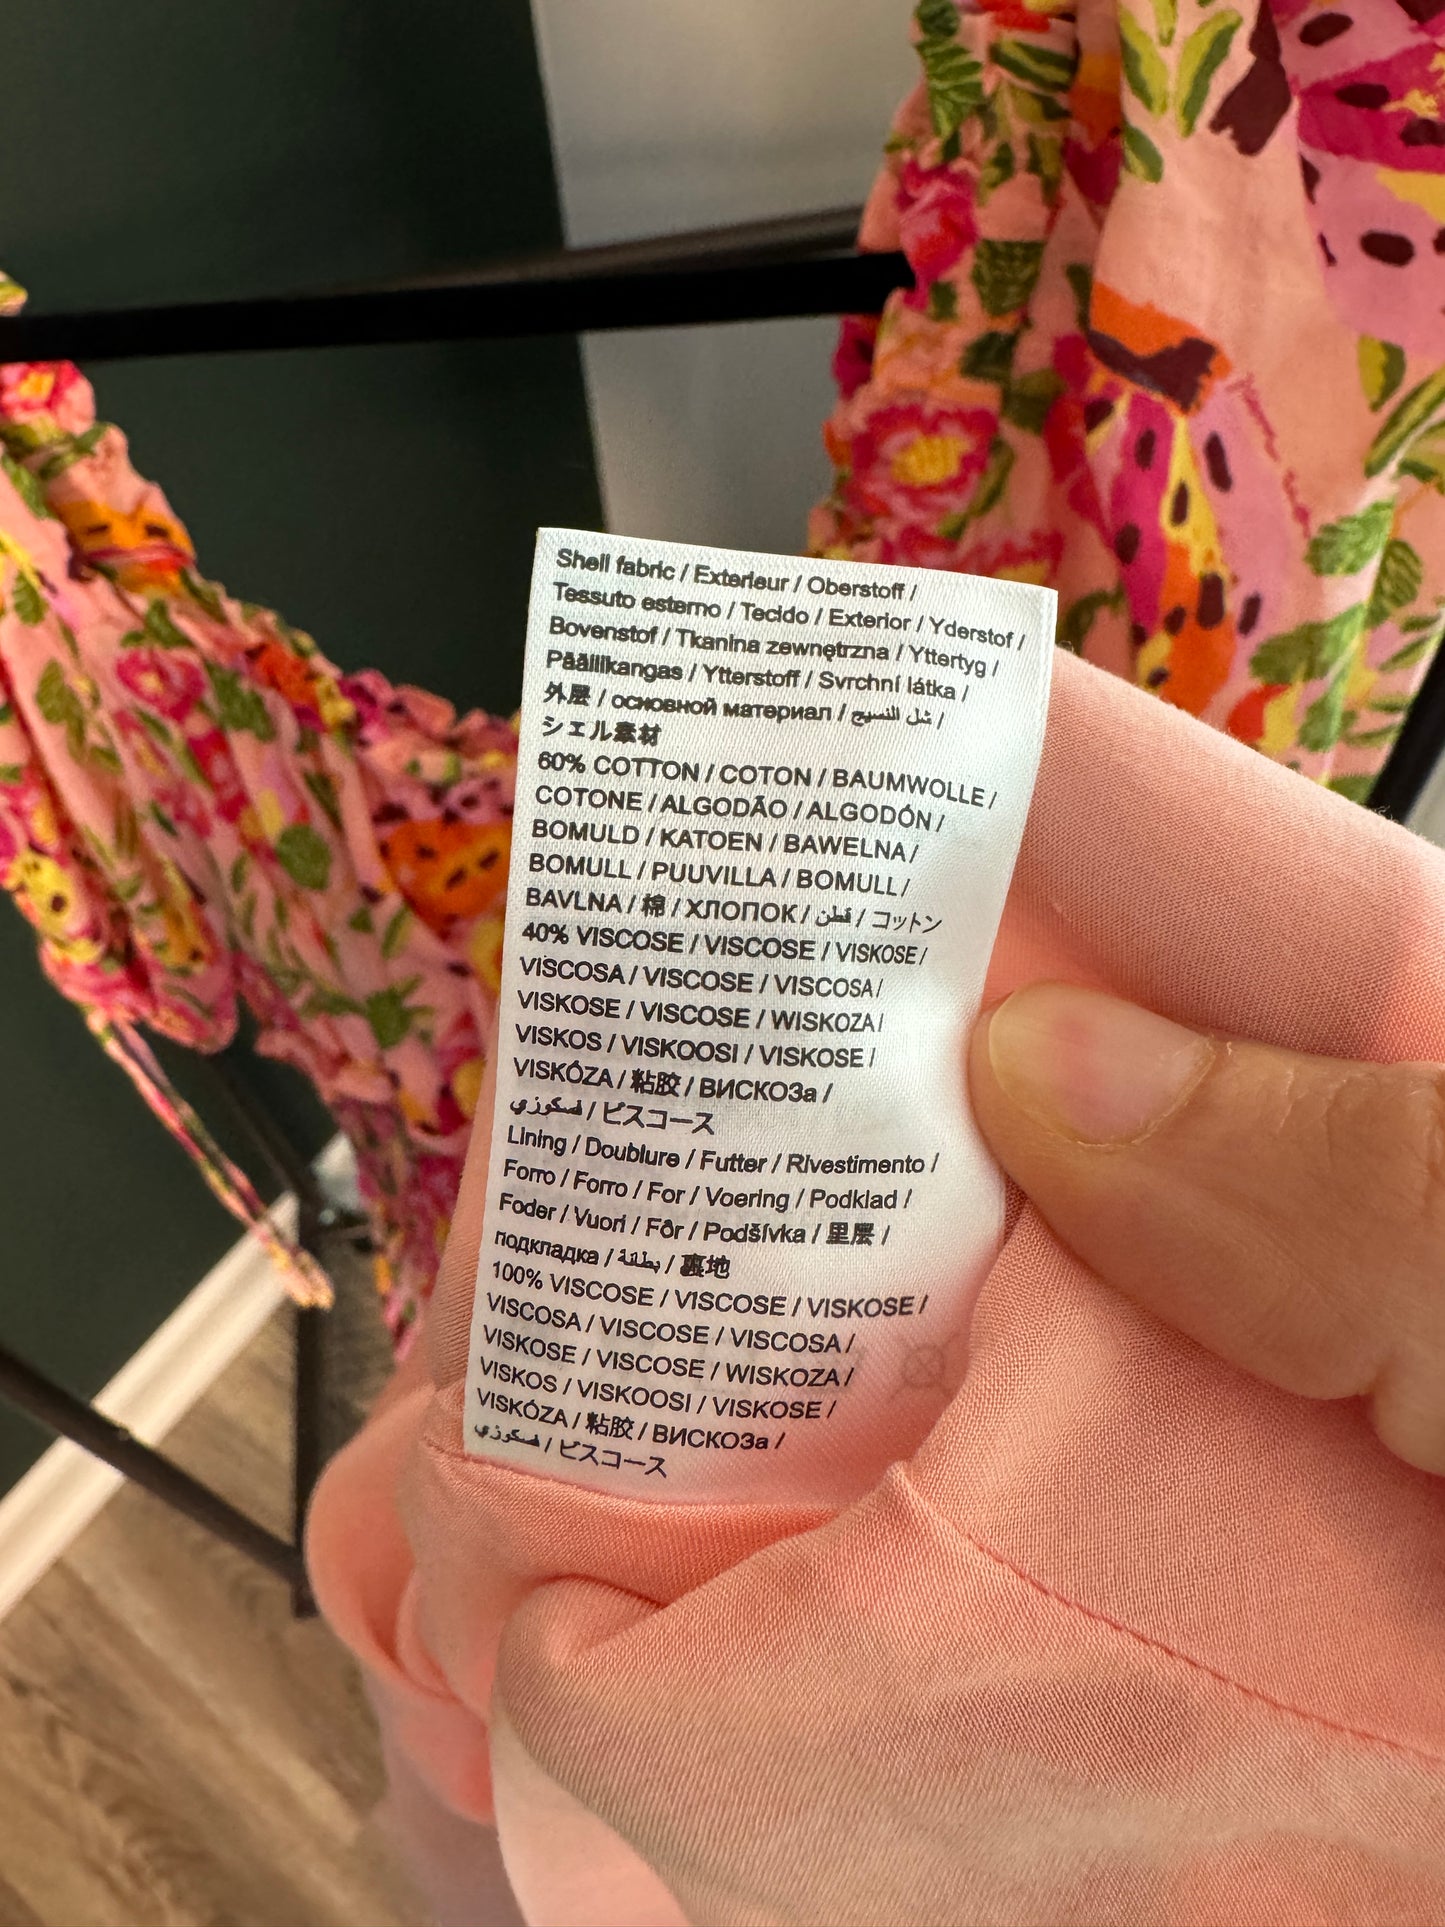 Shell fabric / Exterieur / Oberstoff /
Tessuto esterno / Tecido / Exterior / Yderstof /
Bovenstof / Tkanina zewnętrzna / Yttertyg /
Päällikangas / Ytterstoff / Svrchní látka /
外层 / основной материал / شل النسيج /
シェル素材
60% COTTON / COTON / BAUMWOLLE /
COTONE / ALGODÃO / ALGODÓN /
BOMULD / KATOEN / BAWELNA /
BOMULL / PUUVILLA / BOMULL /
BAVLNA / 棉 / ХЛОПОК / قطن / コットン
40% VISCOSE / VISCOSE / VISKOSE /
VISCOSA / VISCOSE / VISCOSA /
VISKOSE / VISCOSE / WISKOZA /
VISKOS / VISKOOSI / VISKOSE /
VISKÓZA / 粘胶 / ВИСКОЗа /
فسكوزي / ビスコース
Lining / Doublure / Futter / Rivestimento /
Forro / Forro / For / Voering / Podklad /
Foder / Vuori / Fôr / Podšívka / 里层 /
подкладка / بطانة / 裏地
100% VISCOSE / VISCOSE / VISKOSE /
VISCOSA / VISCOSE / VISCOSA /
VISKOSE / VISCOSE / WISKOZA /
VISKOS / VISKOOSI / VISKOSE /
VISKÓZA / 粘胶 / ВИСКОЗа /
فسكوزي / ビスコース